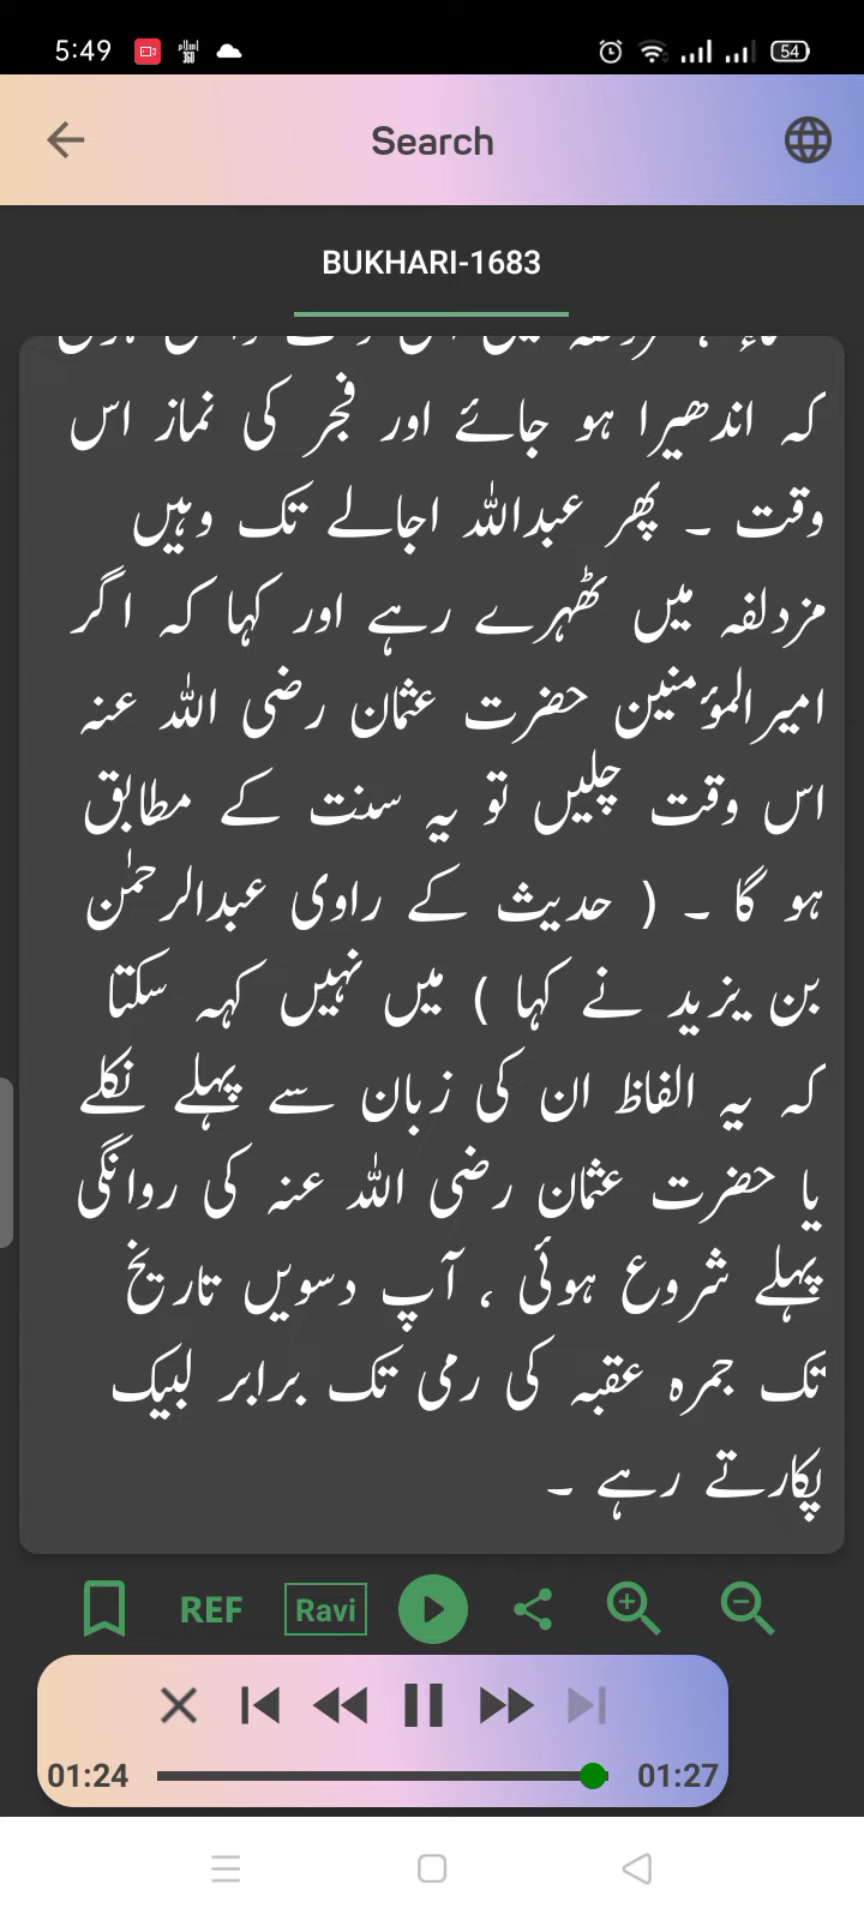 5:49
54
Search
BUKHARI-1683
کہ اندھیرا ہو جائے اور فجر کی نماز اس
وقت ۔ پھر عبداللہ اجالے تک وہیں
مزدلفہ میں ٹھہرے رہے اور کہا کہ اگر
امیرالمؤمنین حضرت عثمان رضی اللہ عنہ
اس وقت چلیں تو یہ سنت کے مطابق
ہو گا ۔ ( حدیث کے راوی عبدالرحمٰن
بن یزید نے کہا ) میں نہیں کہہ سکتا
کہ یہ الفاظ ان کی زبان سے پہلے نکلے
یا حضرت عثمان رضی اللہ عنہ کی روانگی
پہلے شروع ہوئی ، آپ دسویں تاریخ
تک جمرہ عقبہ کی رمی تک برابر لبیک
پکارتے رہے ۔
REF
Ravi
01:24
01:27